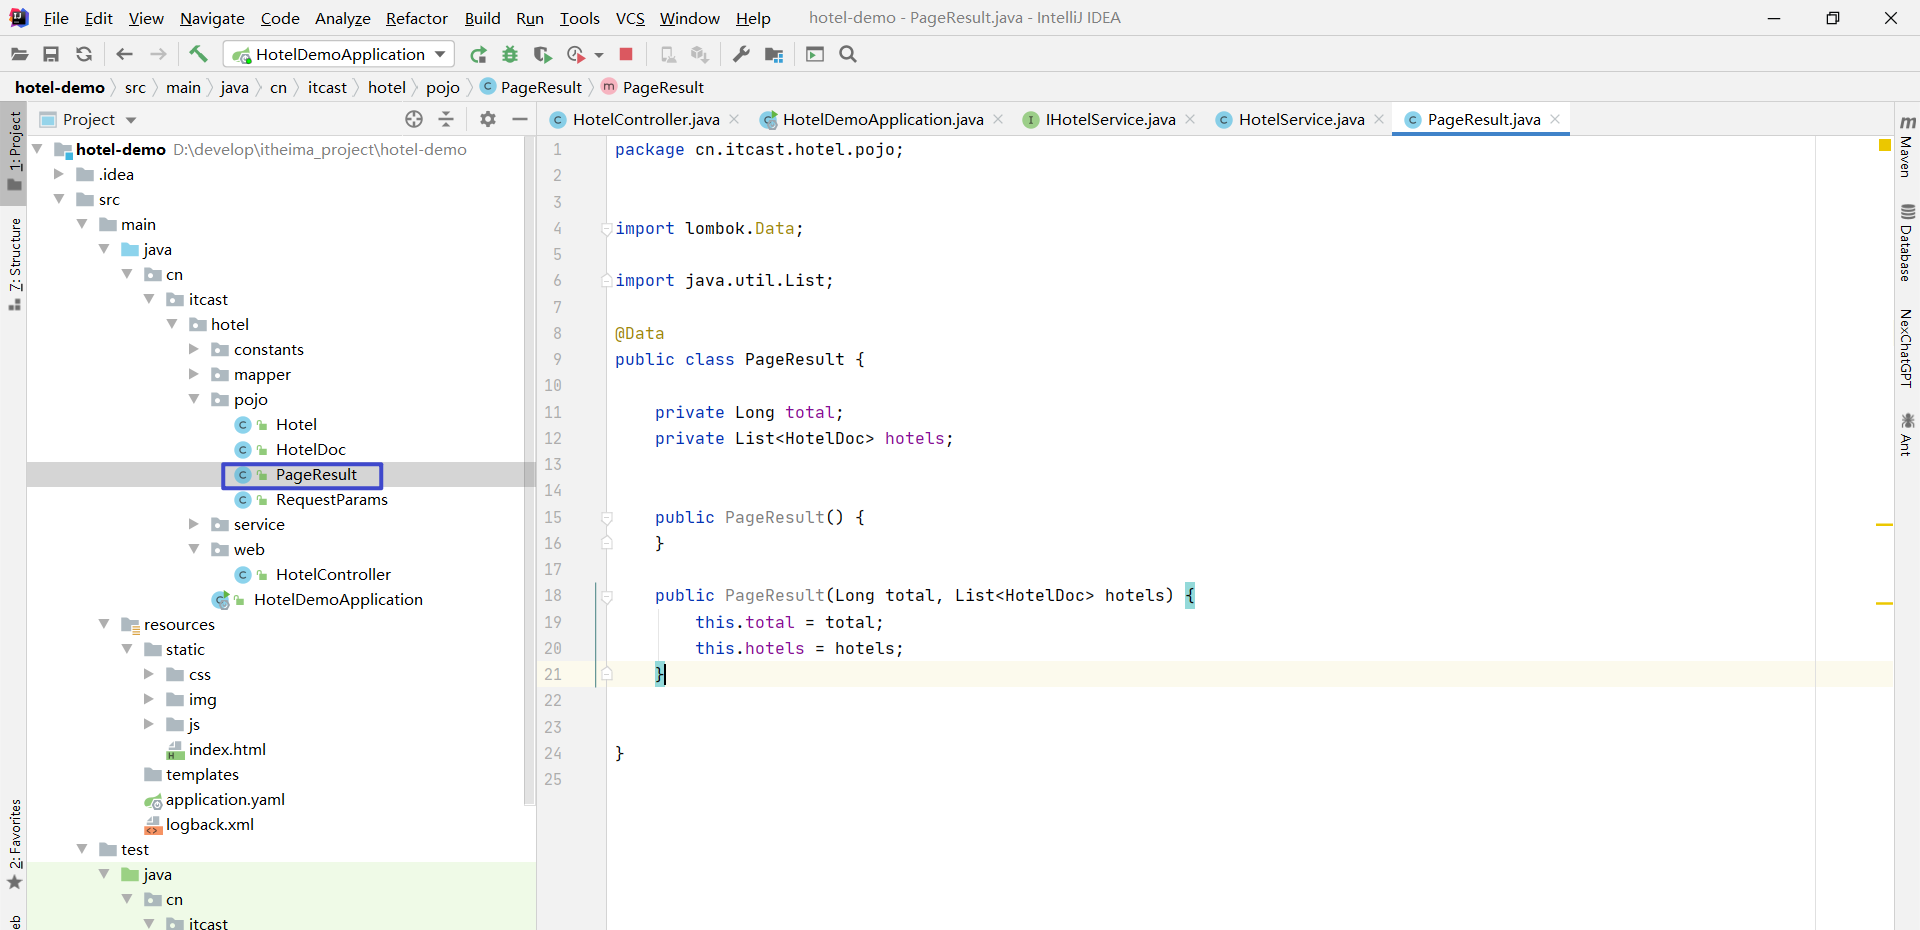 File Edit View Navigate Code Analyze Refactor Build Run Tools VCS Window Help hotel-demo - PageResult.java - IntelliJ IDEA
HotelDemoApplication
hotel-demo src main java cn itcast hotel pojo PageResult PageResult
Project
HotelController.java HotelDemoApplication.java IHotelService.java HotelService.java PageResult.java
1: Project
7: Structure
2: Favorites
eb
hotel-demo D:\develop\itheima_project\hotel-demo
.idea
src
main
java
cn
itcast
hotel
constants
mapper
pojo
Hotel
HotelDoc
PageResult
RequestParams
service
web
HotelController
HotelDemoApplication
resources
static
css
img
js
index.html
templates
application.yaml
logback.xml
test
java
cn
itcast
1 package cn.itcast.hotel.pojo;
2
3
4 import lombok.Data;
5
6 import java.util.List;
7
8 @Data
9 public class PageResult {
10
11 private Long total;
12 private List<HotelDoc> hotels;
13
14
15 public PageResult() {
16 }
17
18 public PageResult(Long total, List<HotelDoc> hotels) {
19 this.total = total;
20 this.hotels = hotels;
21 }
22
23
24 }
25
Maven
Database
NexChatGPT
Ant